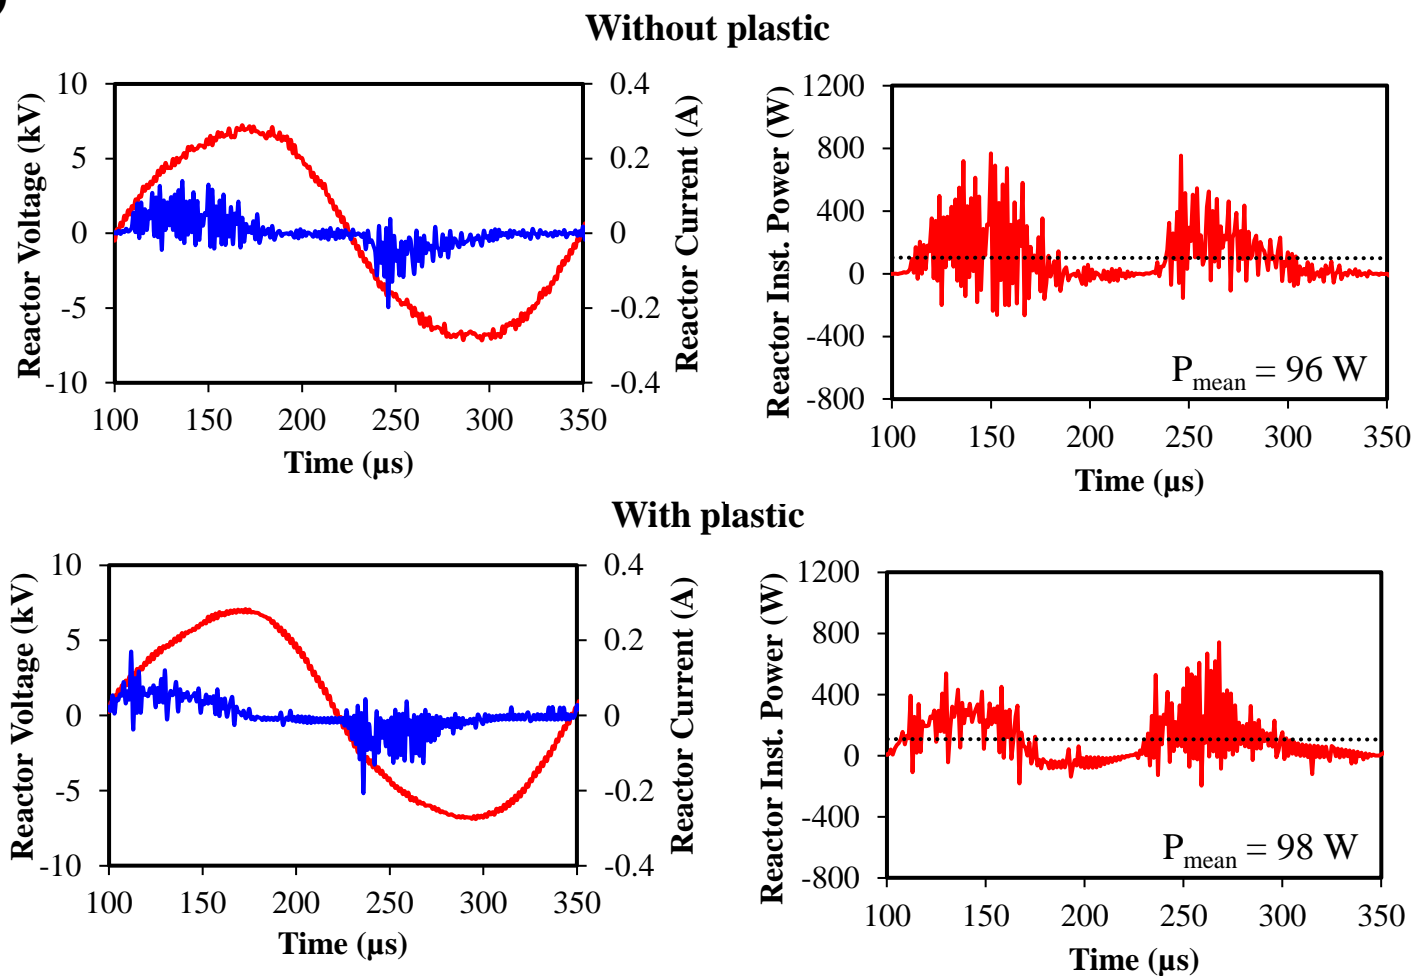 Without plastic
Reactor Voltage (kV)
10
5
0
-5
-10
0.4
0.2
0
-0.2
-0.4
Reactor Current (A)
100 150 200 250 300 350
Time (µs)
Reactor Inst. Power (W)
1200
800
400
0
-400
-800
P_mean = 96 W
100 150 200 250 300 350
Time (µs)
With plastic
Reactor Voltage (kV)
10
5
0
-5
-10
0.4
0.2
0
-0.2
-0.4
Reactor Current (A)
100 150 200 250 300 350
Time (µs)
Reactor Inst. Power (W)
1200
800
400
0
-400
-800
P_mean = 98 W
100 150 200 250 300 350
Time (µs)